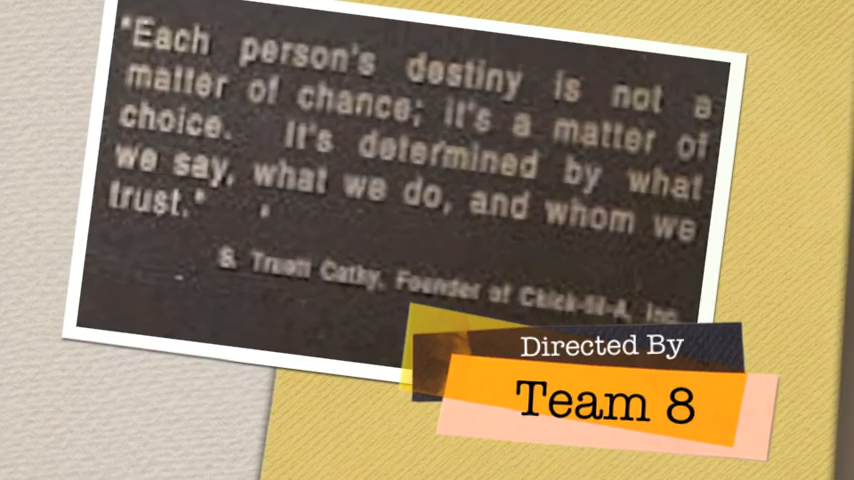 "Each person's destiny is not a
matter of chance; it's a matter of
choice. It's determined by what
we say, what we do, and whom we
trust."
S. Truett Cathy, Founder of Chick-fil-A, Inc.
Directed By
Team 8